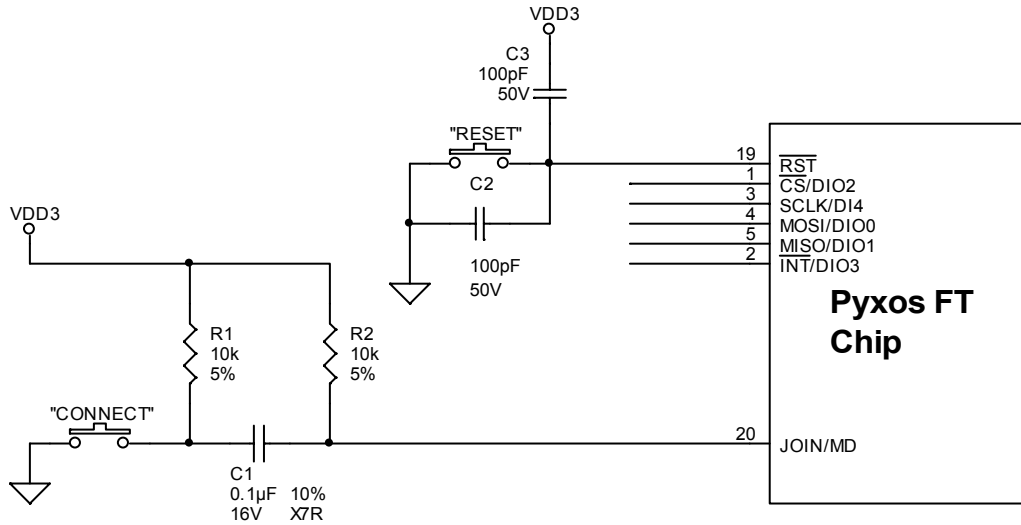 VDD3
C3
100pF
50V
"RESET"
C2
100pF
50V
19 RST
1 CS/DIO2
3 SCLK/DI4
4 MOSI/DIO0
5 MISO/DIO1
2 INT/DIO3
Pyxos FT
Chip
VDD3
R1
10k
5%
R2
10k
5%
"CONNECT"
C1
0.1µF 10%
16V X7R
20 JOIN/MD